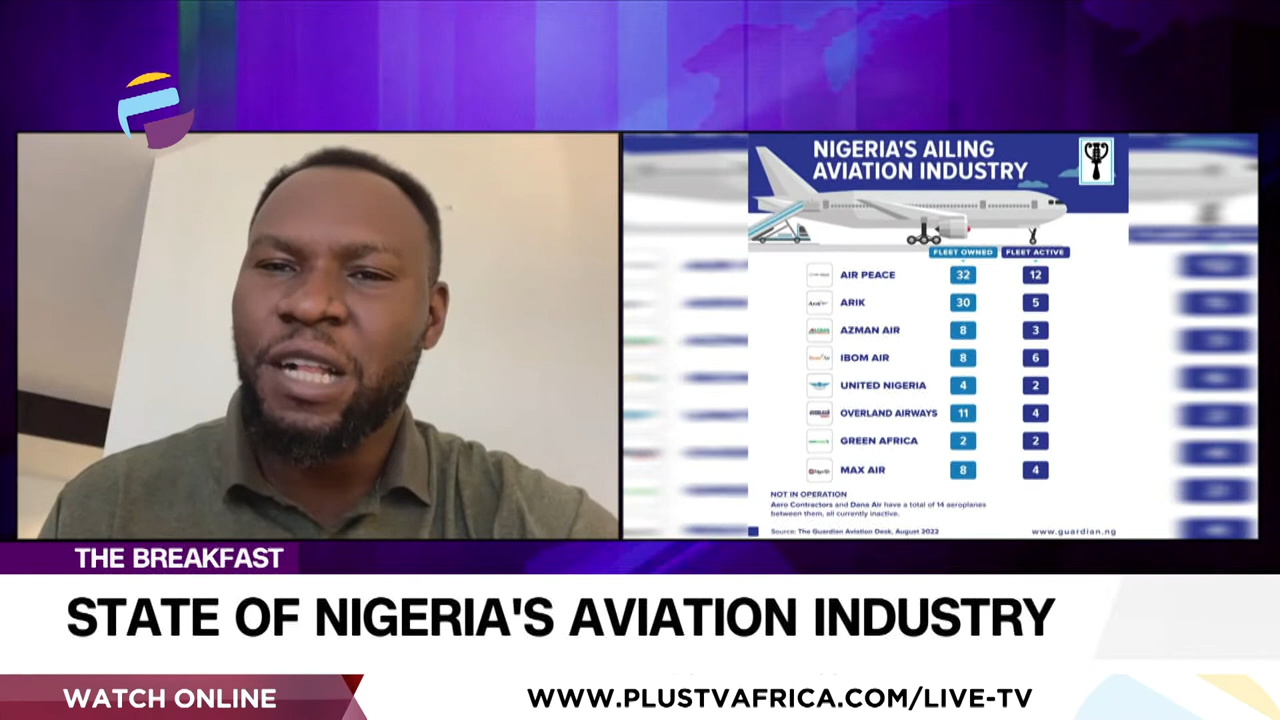 NIGERIA'S AILING
AVIATION INDUSTRY
FLEET OWNED FLEET ACTIVE
AIR PEACE 32 12
ARIK 30 5
AZMAN AIR 8 3
IBOM AIR 8 6
UNITED NIGERIA 4 2
OVERLAND AIRWAYS 11 4
GREEN AFRICA 2 2
MAX AIR 8 4
NOT IN OPERATION
Aero Contractors and Dana Air have a total of 14 aeroplanes
between them, all currently inactive.
Source: The Guardian Aviation Desk, August 2022 www.guardian.ng
THE BREAKFAST
STATE OF NIGERIA'S AVIATION INDUSTRY
WATCH ONLINE WWW.PLUSTVAFRICA.COM/LIVE-TV